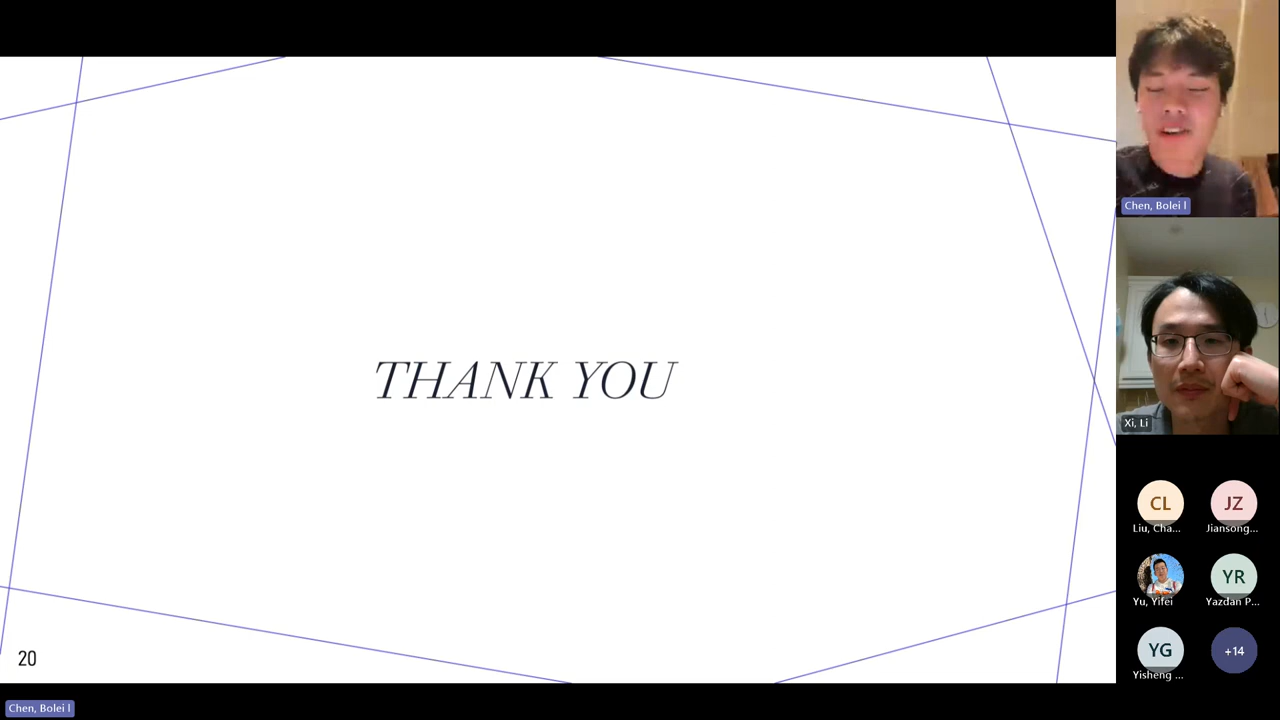 THANK YOU
20
Chen, Bolei l
Chen, Bolei l
Xi, Li
CL
Liu, Cha...
JZ
Jiansong...
Yu, Yifei
YR
Yazdan P...
YG
Yisheng ...
+14